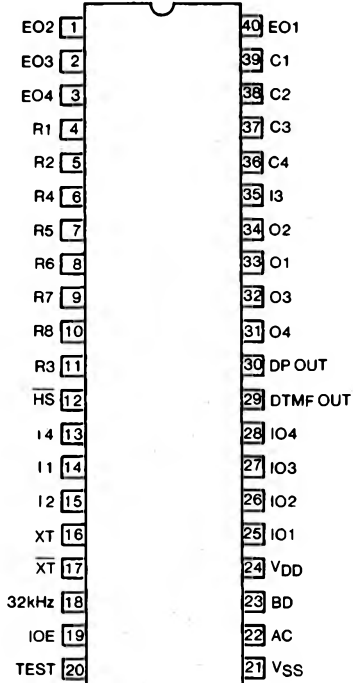 EO2 1 40 EO1
EO3 2 39 C1
EO4 3 38 C2
R1 4 37 C3
R2 5 36 C4
R4 6 35 I3
R5 7 34 O2
R6 8 33 O1
R7 9 32 O3
R8 10 31 O4
R3 11 30 DP OUT
H̅S̅ 12 29 DTMF OUT
I4 13 28 IO4
I1 14 27 IO3
I2 15 26 IO2
XT 16 25 IO1
X̅T̅ 17 24 VDD
32kHz 18 23 BD
IOE 19 22 AC
TEST 20 21 VSS